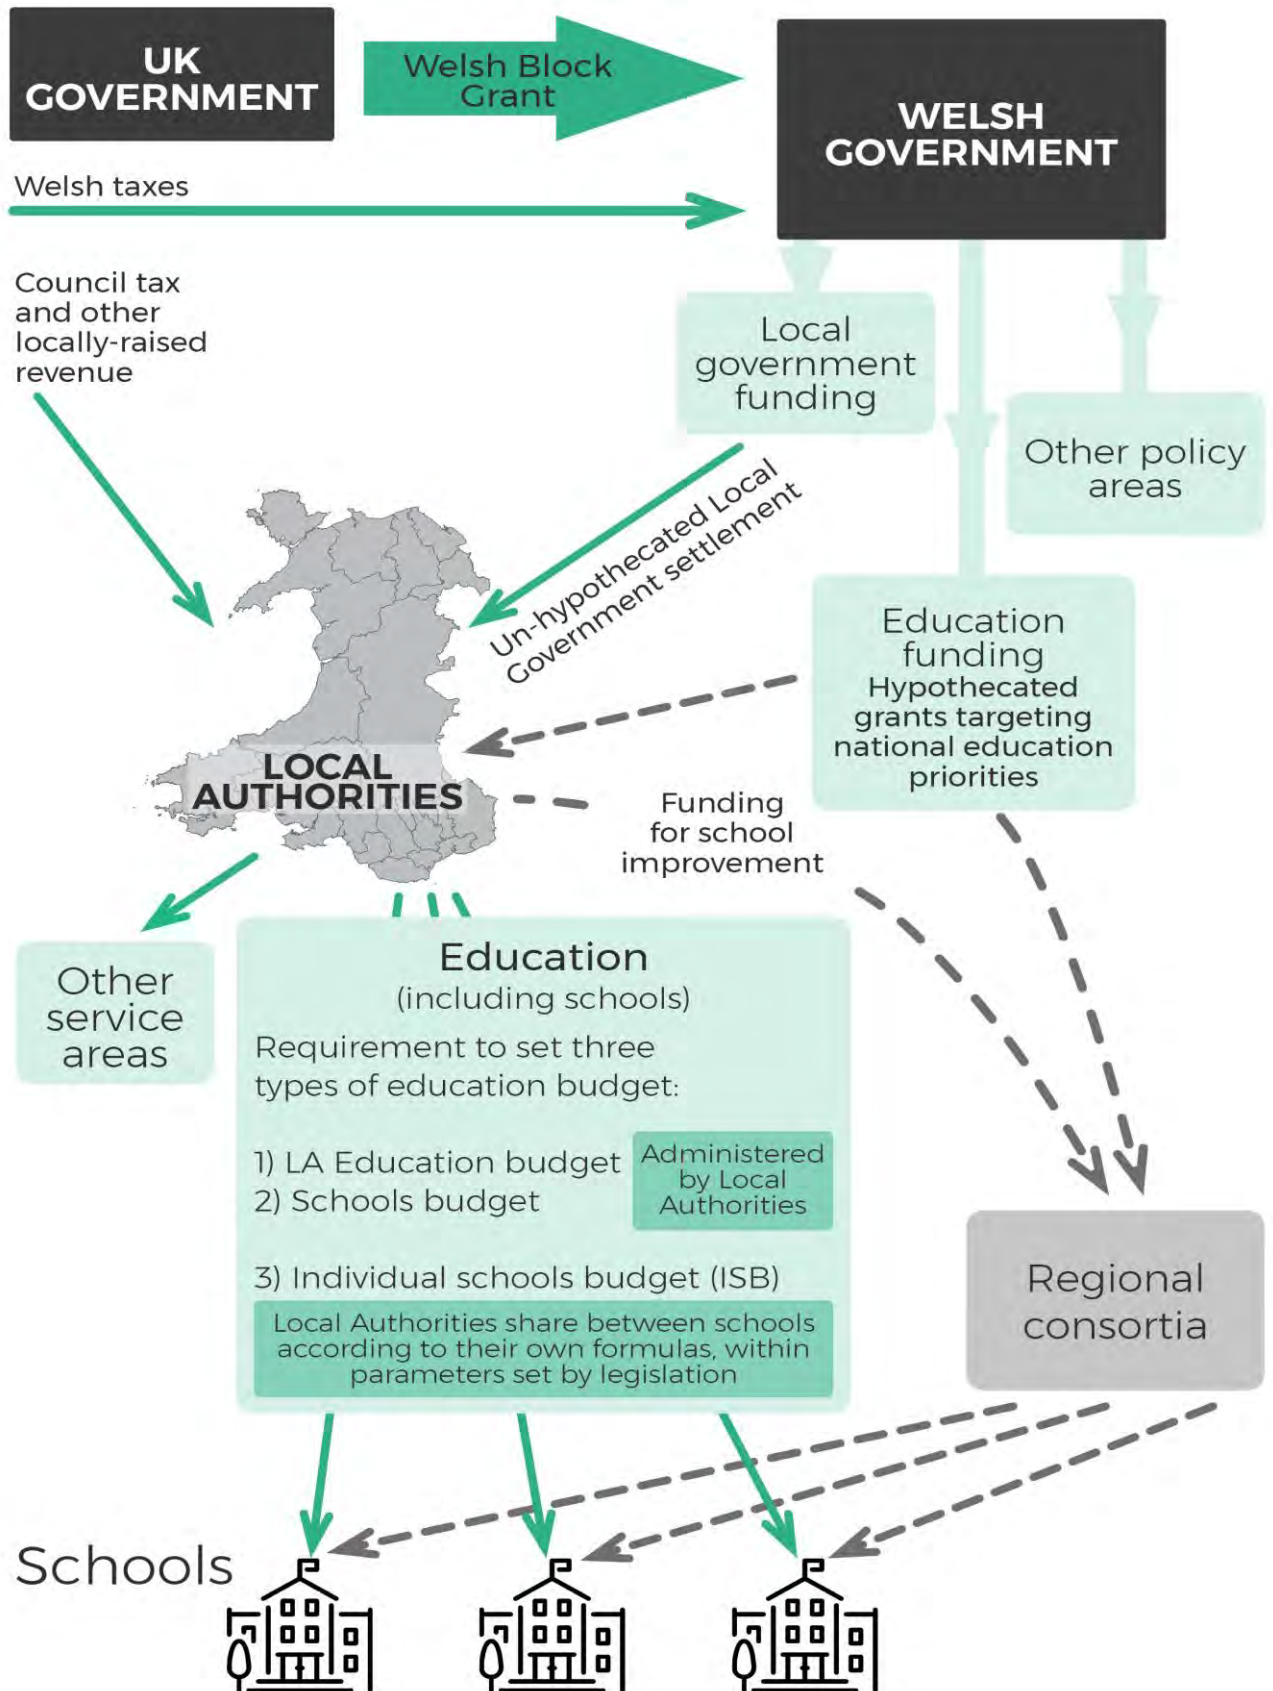 UK
GOVERNMENT
Welsh Block
Grant
WELSH
GOVERNMENT
Welsh taxes
Council tax
and other
locally-raised
revenue
Local
government
funding
Other policy
areas
Un-hypothecated Local
Government settlement
Education
funding
Hypothecated
grants targeting
national education
priorities
LOCAL
AUTHORITIES
Funding
for school
improvement
Other
service
areas
Education
(including schools)
Requirement to set three
types of education budget:
1) LA Education budget
2) Schools budget
Administered
by Local
Authorities
3) Individual schools budget (ISB)
Local Authorities share between schools
according to their own formulas, within
parameters set by legislation
Regional
consortia
Schools